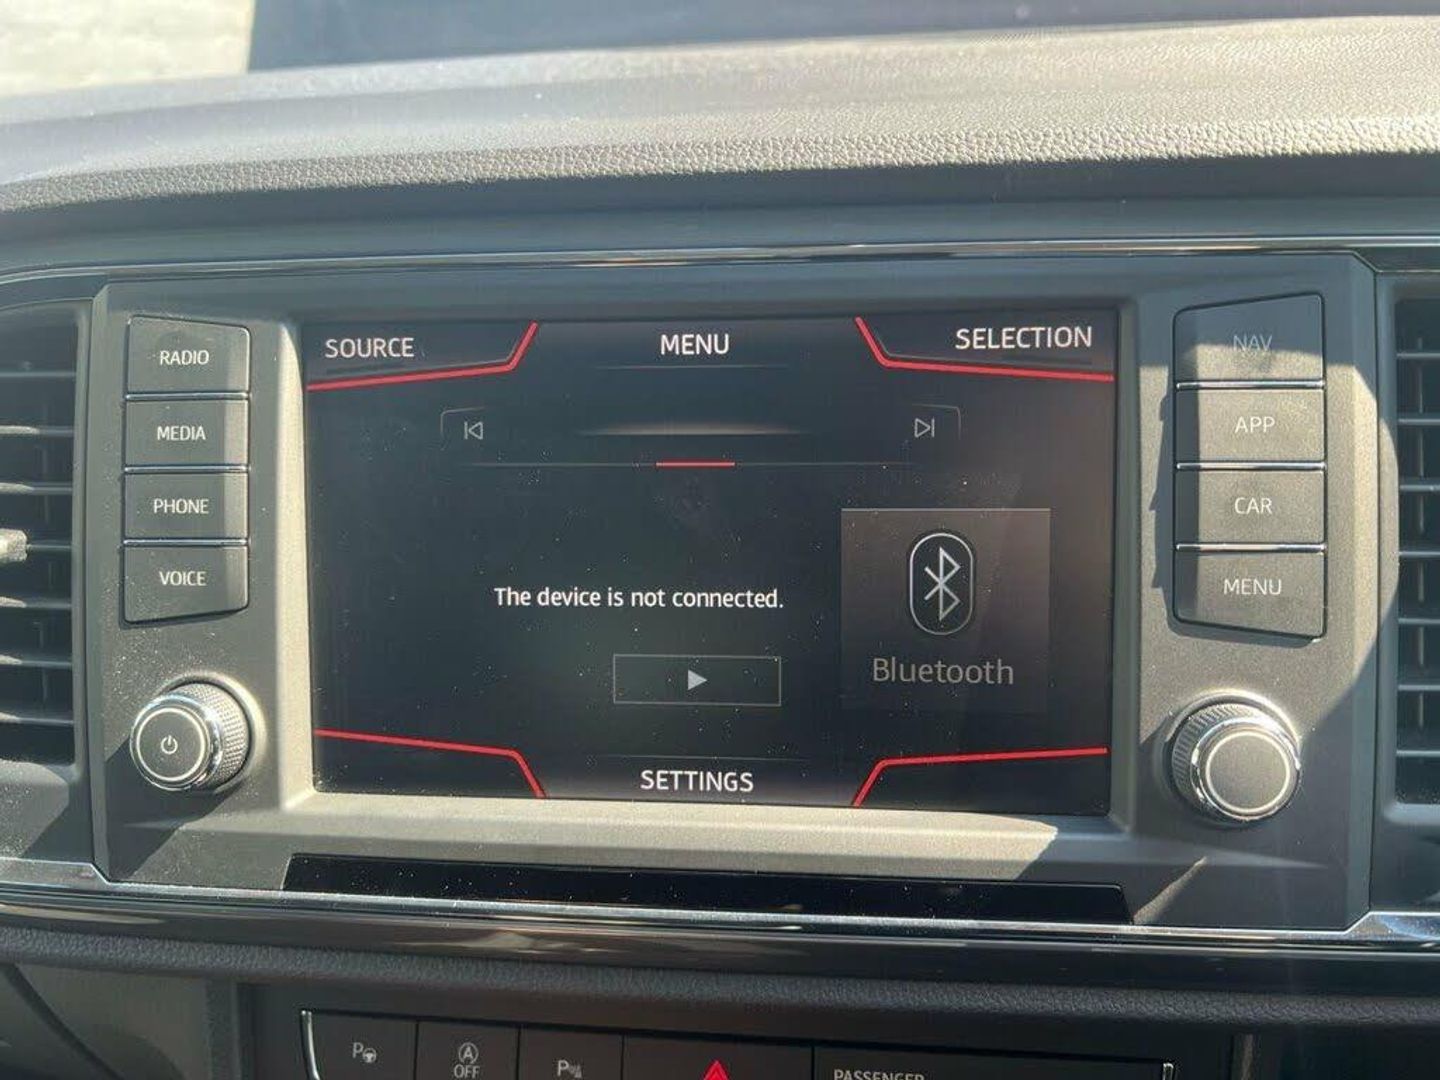 SOURCE
MENU
SELECTION
RADIO
MEDIA
PHONE
VOICE
NAV
APP
CAR
MENU
The device is not connected.
Bluetooth
SETTINGS
P
A
OFF
P
PASSENGER